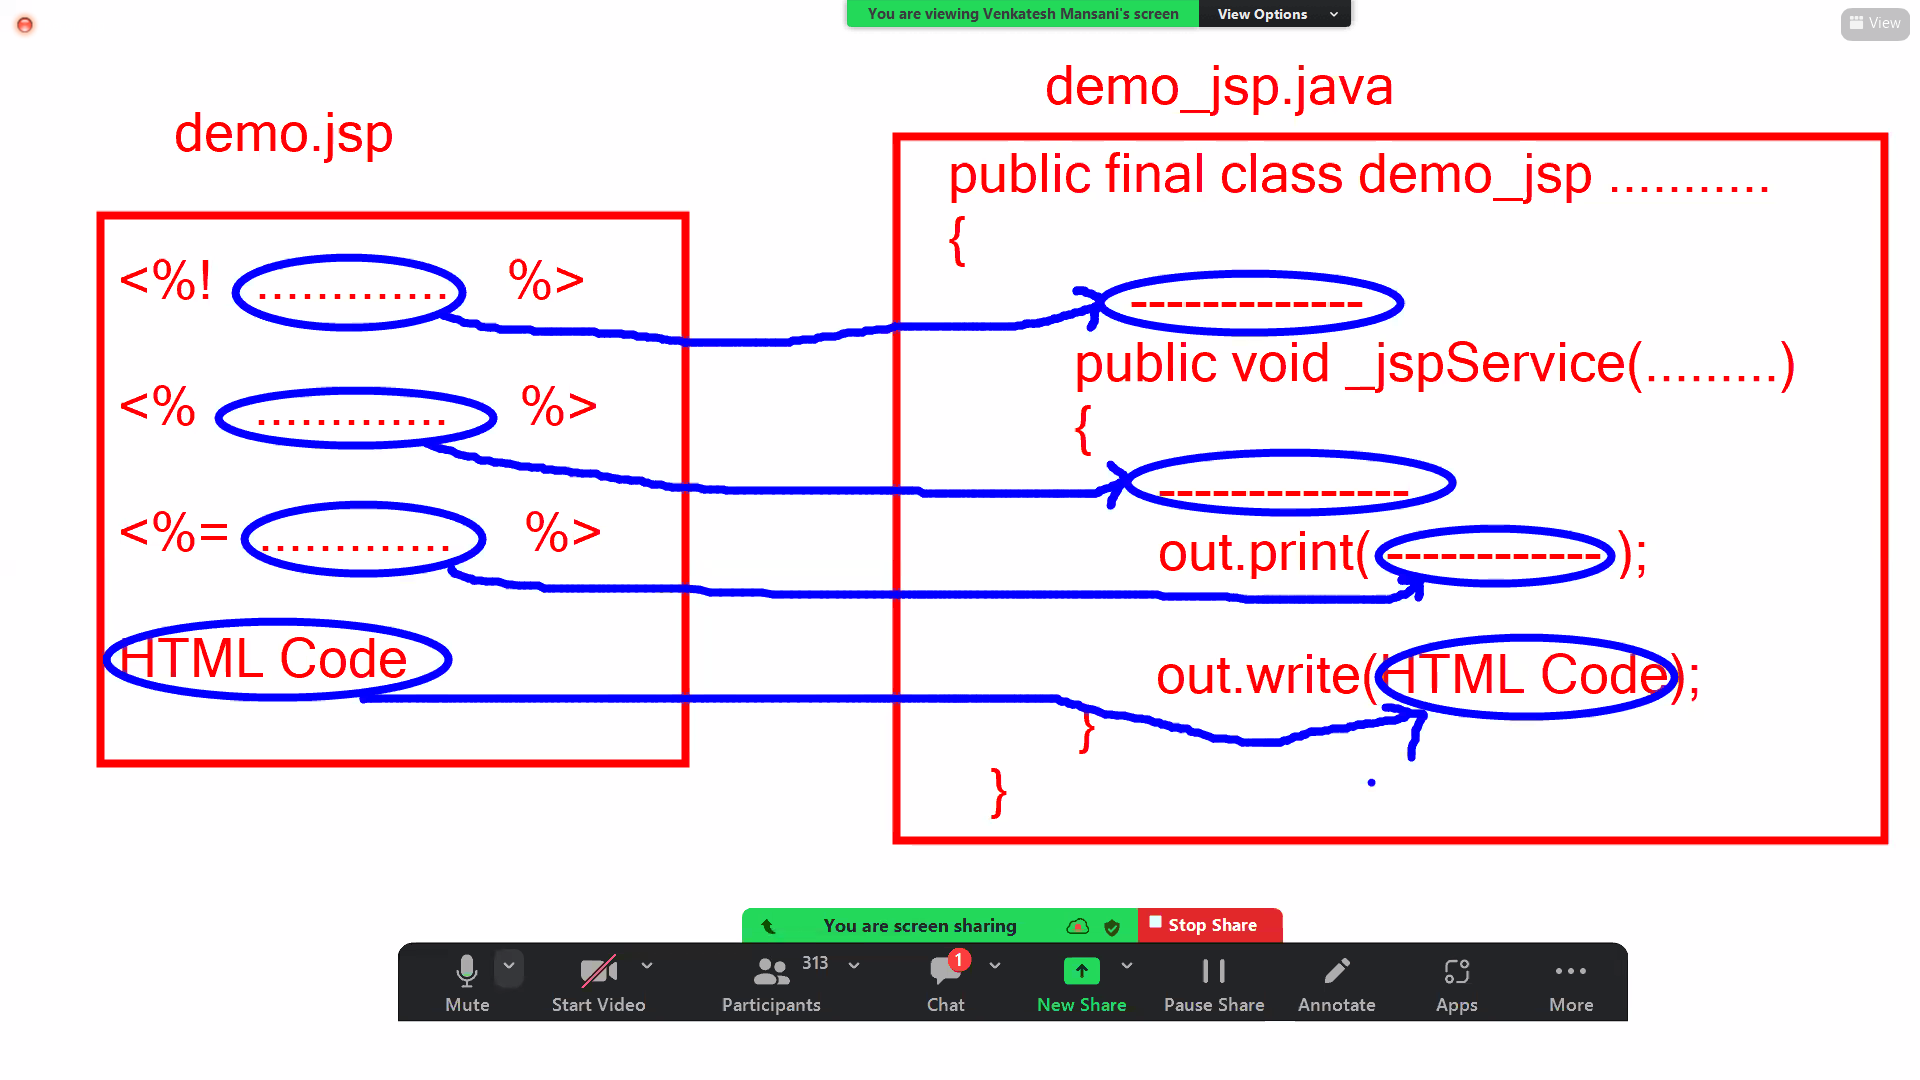 You are viewing Venkatesh Mansani's screen View Options
View
demo.jsp
<%! ............. %>
<% ............. %>
<%= ............. %>
HTML Code
demo_jsp.java
public final class demo_jsp ...........
{
-------------
public void _jspService(.........)
{
--------------
out.print( ------------ );
out.write(HTML Code);
}
}
You are screen sharing Stop Share
Mute
Start Video
313
Participants
1
Chat
New Share
Pause Share
Annotate
Apps
More